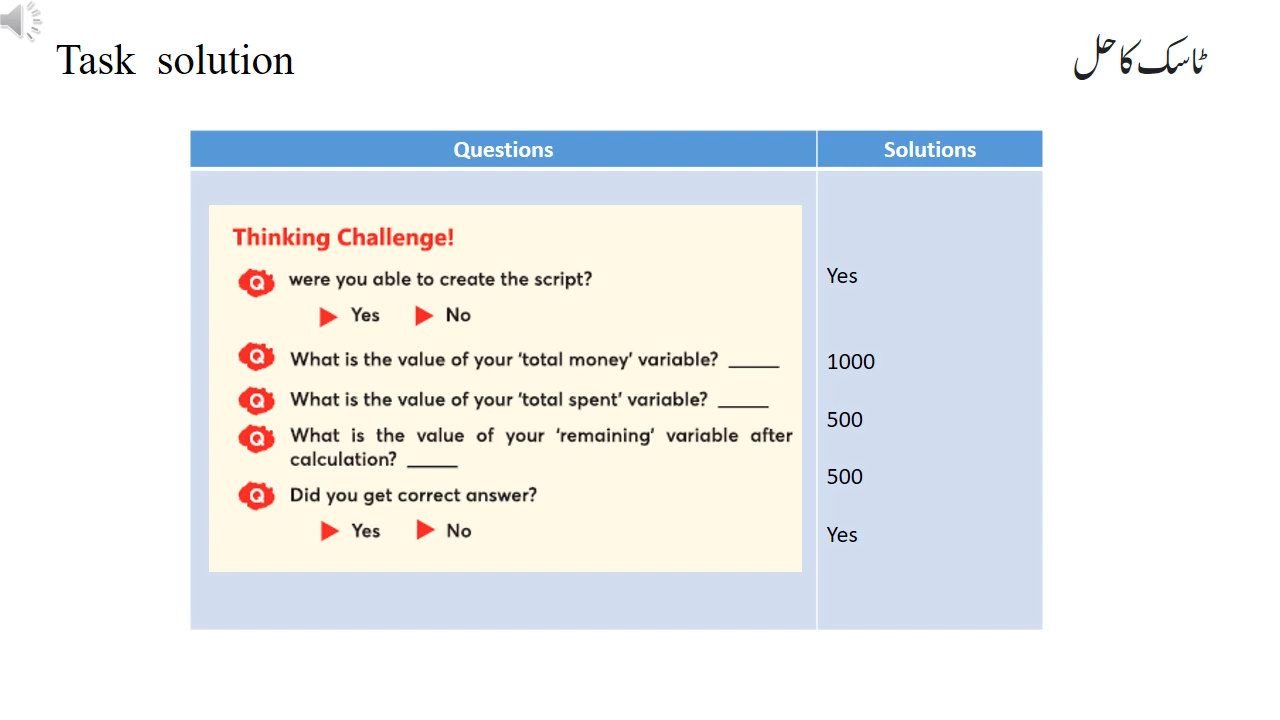 Task solution
ٹاسک کا حل
Questions
Solutions
Thinking Challenge!
Q were you able to create the script?
Yes No
Q What is the value of your ‘total money’ variable? _____
Q What is the value of your ‘total spent’ variable? _____
Q What is the value of your ‘remaining’ variable after
calculation? _____
Q Did you get correct answer?
Yes No
Yes
1000
500
500
Yes